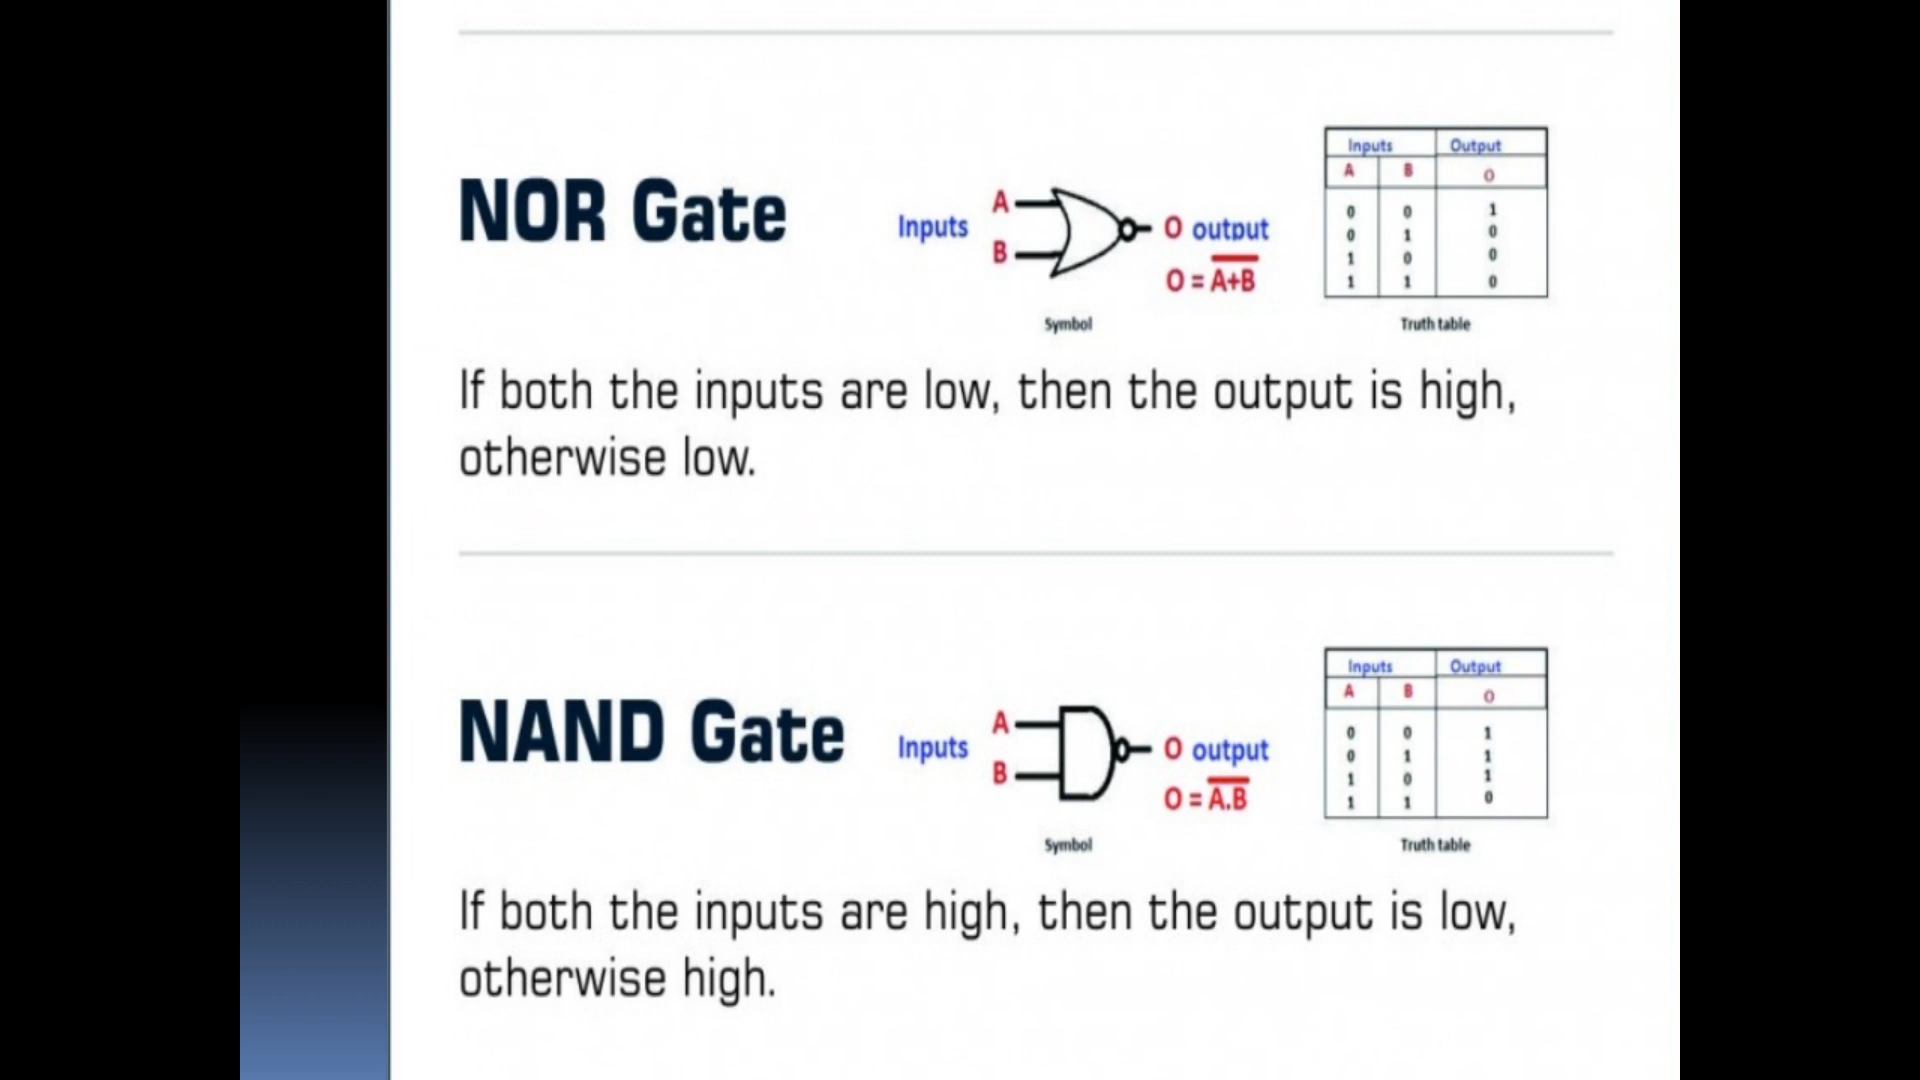 NOR Gate
Inputs
A
B
O output
O = A+B
Symbol
Inputs Output
A B O
0 0 1
0 1 0
1 0 0
1 1 0
Truth table
If both the inputs are low, then the output is high,
otherwise low.
NAND Gate
Inputs
A
B
O output
O = A.B
Symbol
Inputs Output
A B O
0 0 1
0 1 1
1 0 1
1 1 0
Truth table
If both the inputs are high, then the output is low,
otherwise high.